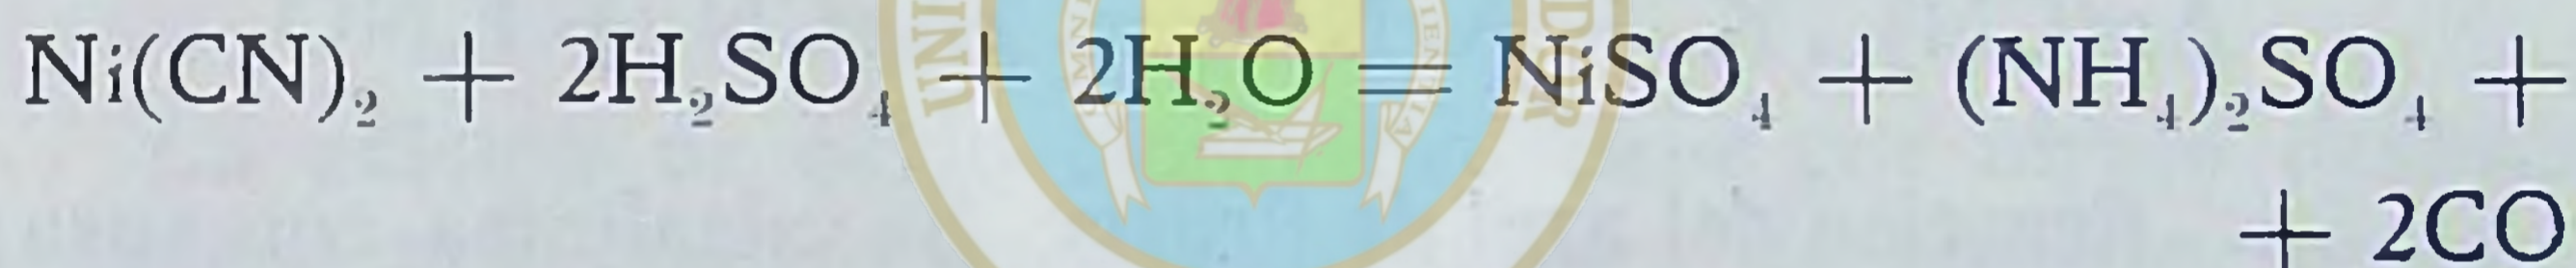 Ni(CN)₂ + 2H₂SO₄ + 2H₂O = NiSO₄ + (NH₄)₂SO₄ +
+ 2CO